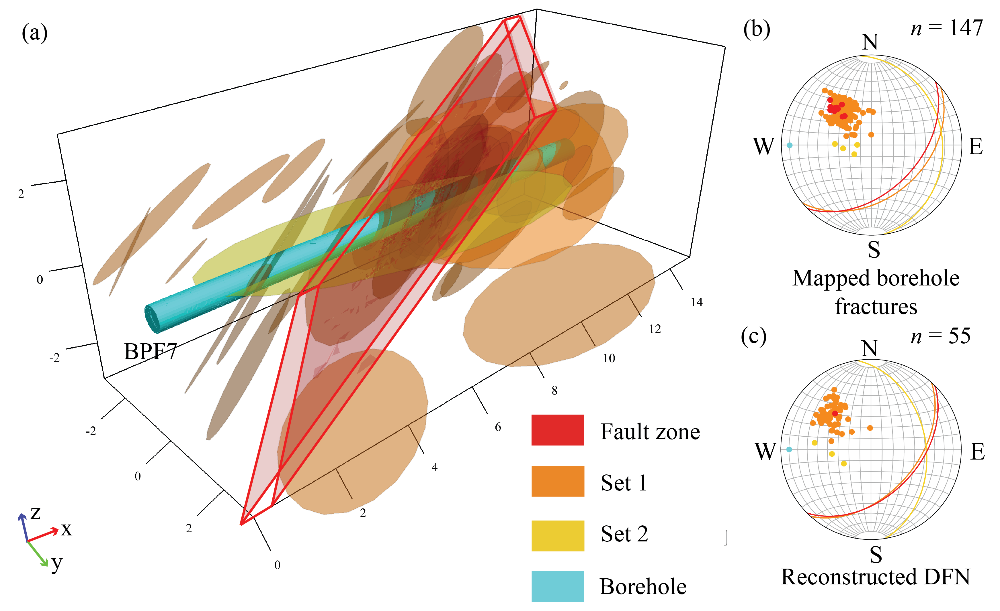 (a)
2
0
-2
BPF7
-2
0
2
0
2
4
6
8
10
12
14
z
x
y
Fault zone
Set 1
Set 2
Borehole
(b)
n = 147
N
W
E
S
Mapped borehole
fractures
(c)
n = 55
N
W
E
S
Reconstructed DFN